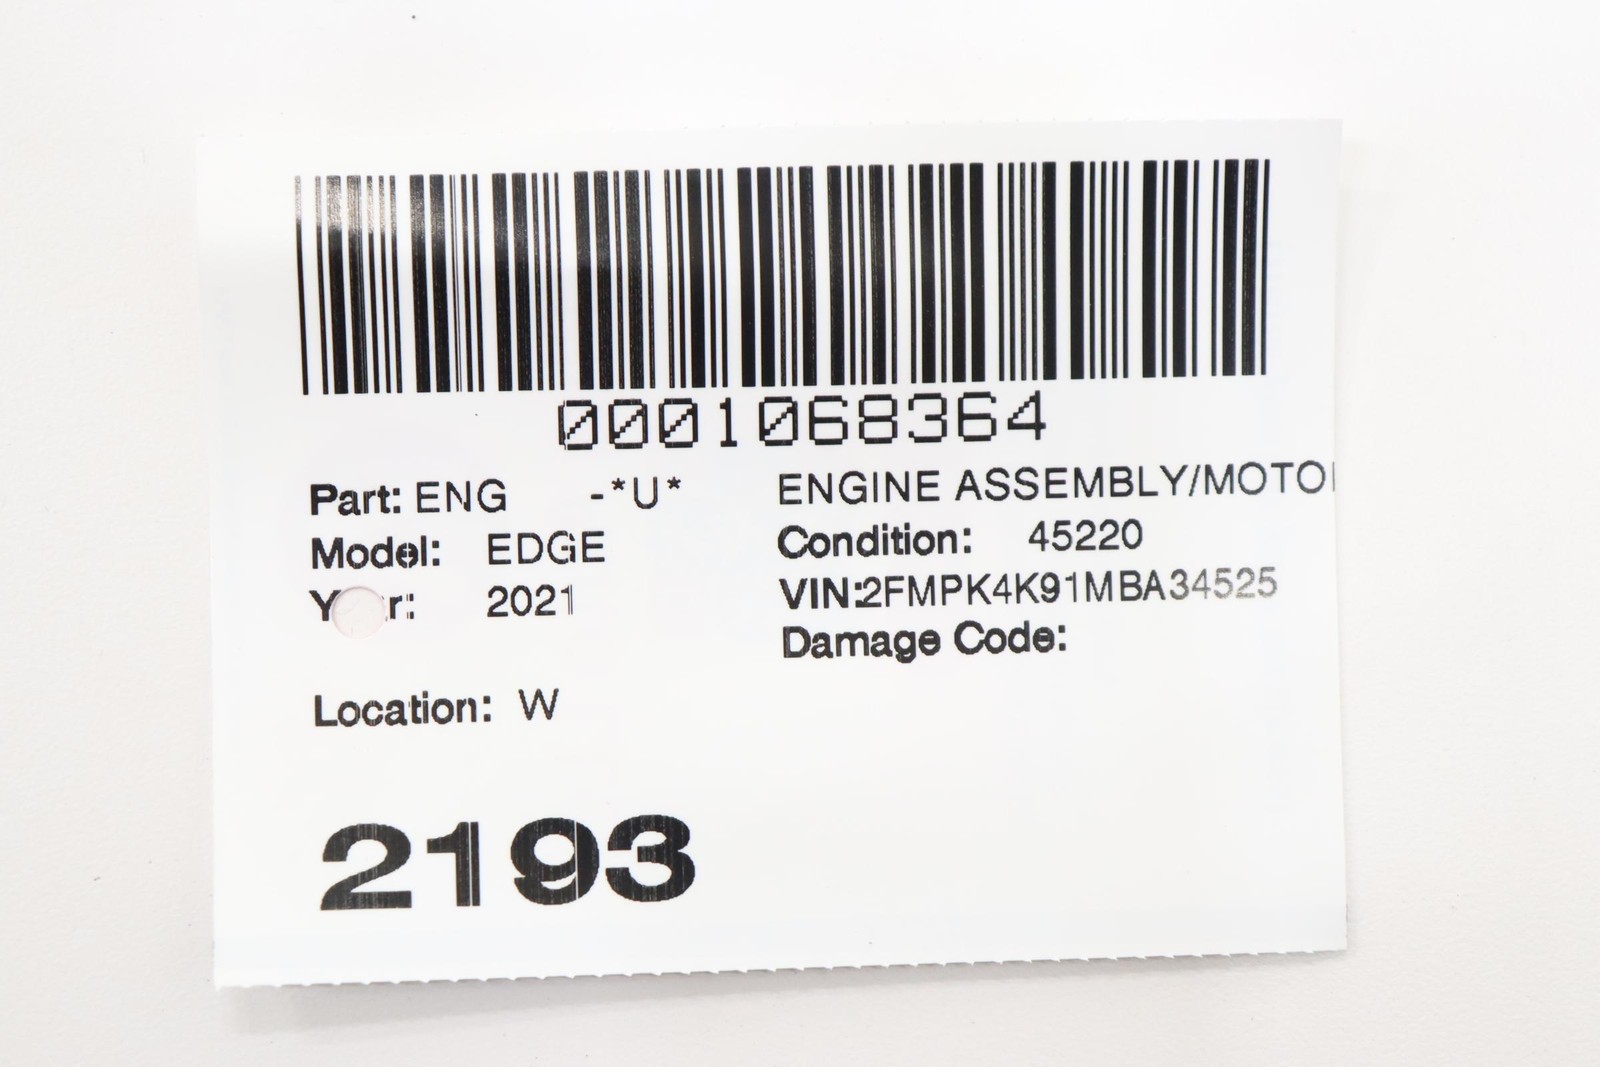 0001068364
Part: ENG -*U* ENGINE ASSEMBLY/MOTO
Model: EDGE Condition: 45220
2021 VIN:2FMPK4K91MBA34525
Damage Code:
Location: W
2193